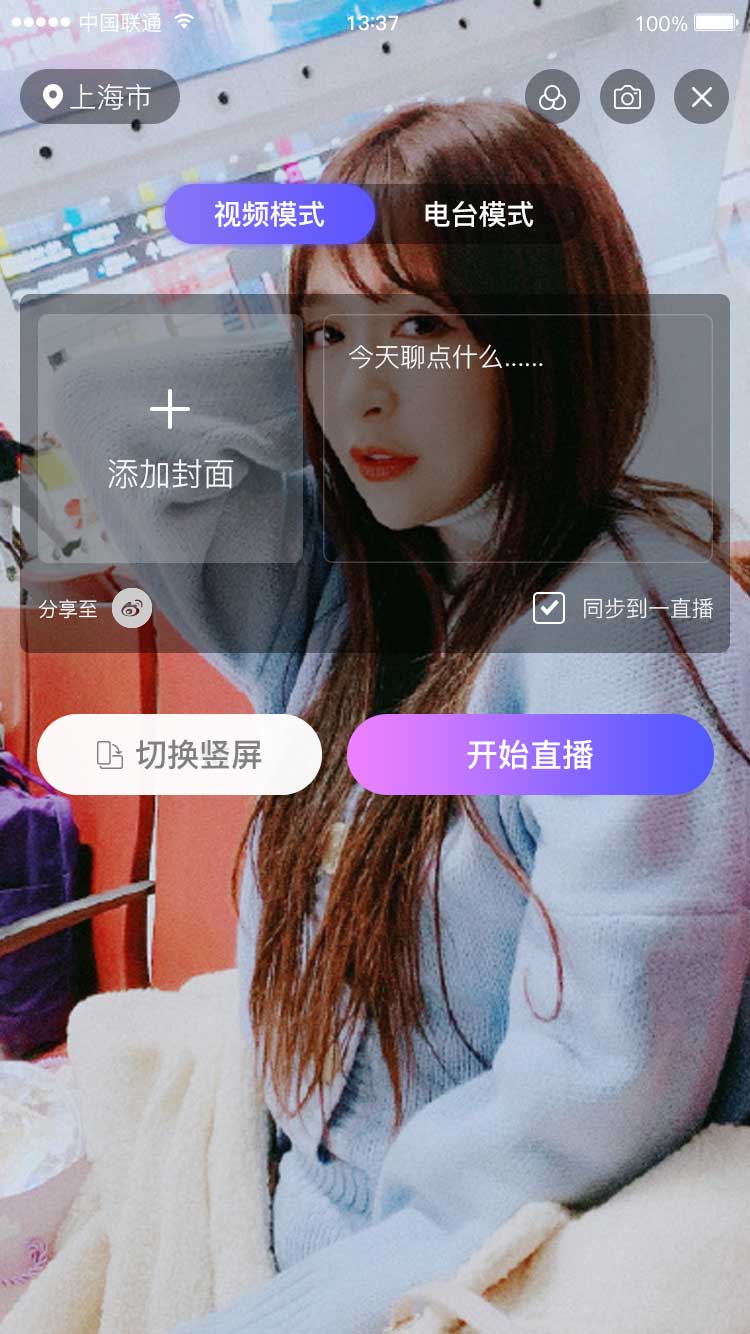 中国联通
13:37
100%
上海市
视频模式
电台模式
今天聊点什么......
添加封面
分享至
同步到一直播
切换竖屏
开始直播